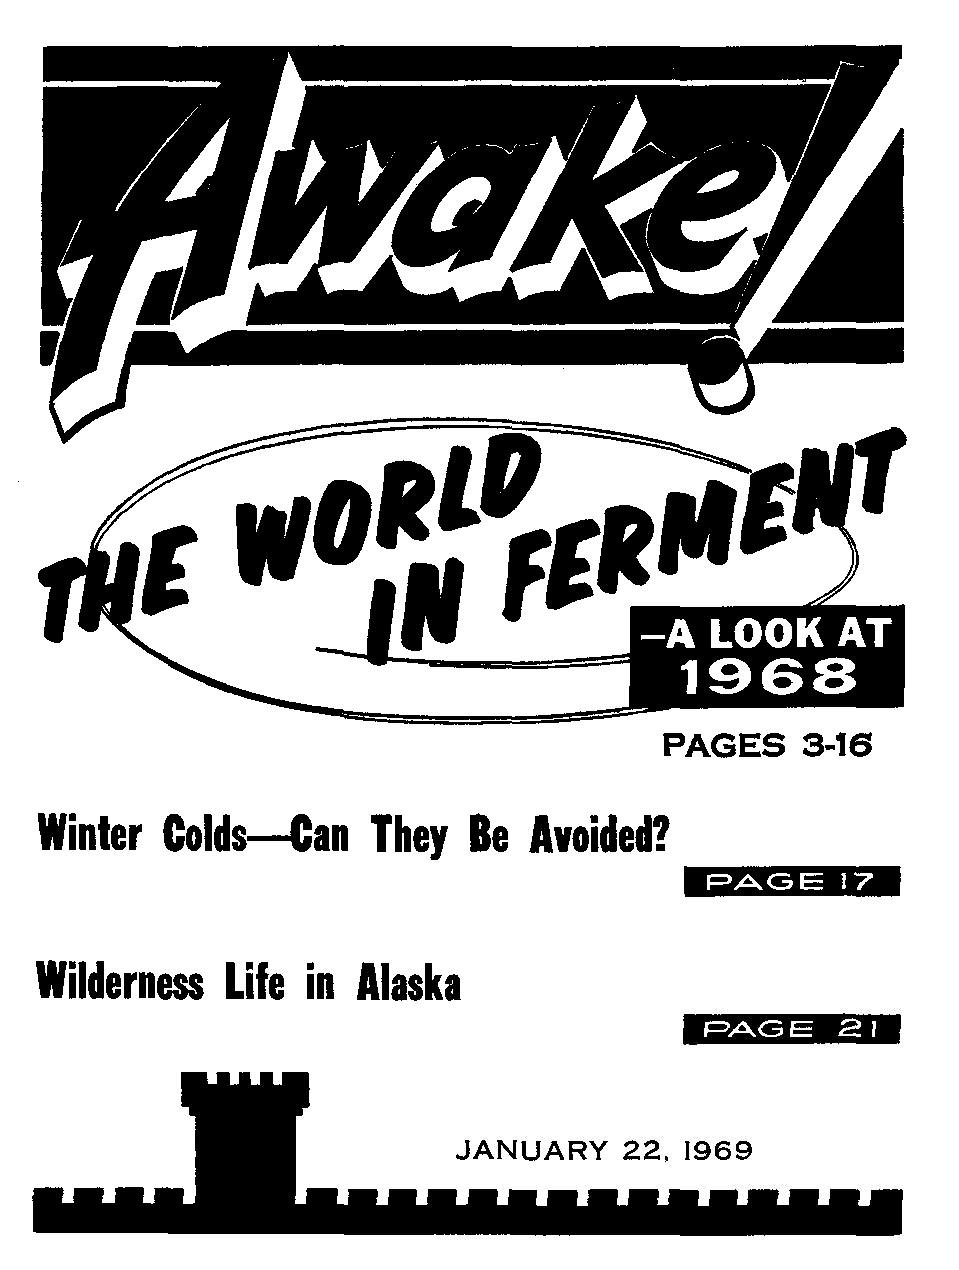 Awake!
THE WORLD
IN FERMENT
—A LOOK AT
1968
PAGES 3-16
Winter Colds—Can They Be Avoided?
PAGE 17
Wilderness Life in Alaska
PAGE 21
JANUARY 22, 1969